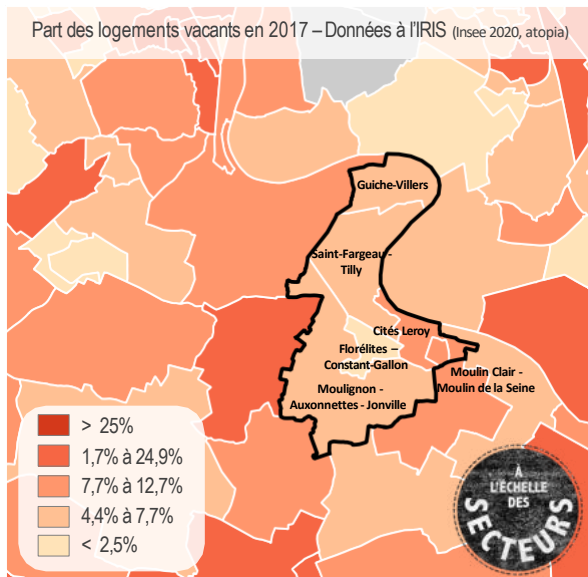 Part des logements vacants en 2017 – Données à l'IRIS (Insee 2020, atopia)
Guiche-Villers
Saint-Fargeau -
Tilly
Cités Leroy
Florélites –
Constant-Gallon
Moulin Clair -
Moulin de la Seine
Moulignon -
Auxonnettes - Jonville
> 25%
1,7% à 24,9%
7,7% à 12,7%
4,4% à 7,7%
< 2,5%
À
L'ÉCHELLE
DES
SECTEURS